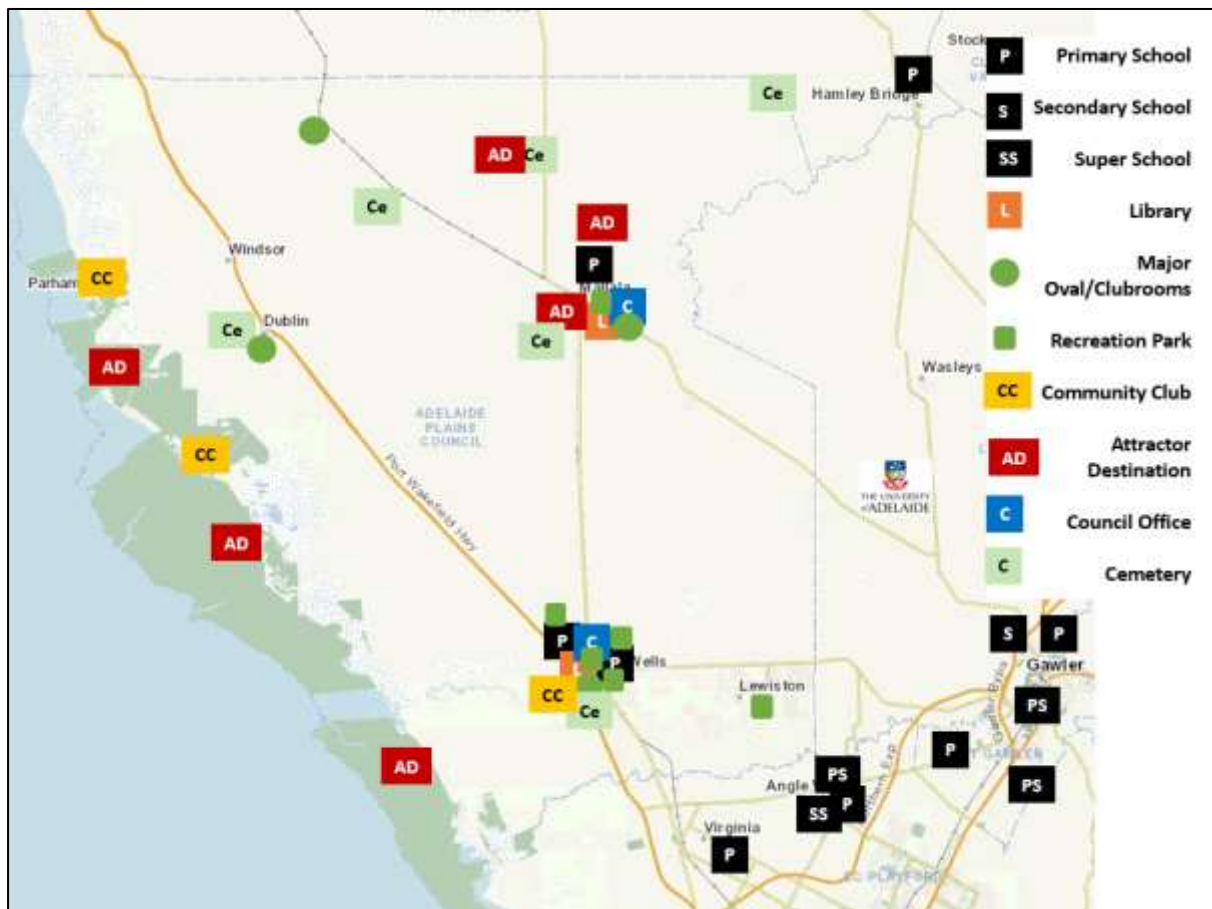 Stock
P
Primary School
Ce
P
Hamley Bridge
S
Secondary School
AD
Ce
SS
Super School
Ce
AD
L
Library
Windsor
P
Major
Oval/Clubrooms
Parham
CC
AD
C
L
Ce
Dublin
Ce
Recreation Park
AD
Wasleys
CC
Community Club
ADELAIDE
PLAINS
COUNCIL
CC
AD
Attractor
Destination
Port Wakefield Hwy
THE UNIVERSITY
of ADELAIDE
C
Council Office
AD
C
Cemetery
P
C
S
P
P
Wells
Gawler
CC
Lewiston
Ce
PS
P
AD
PS
Angle
PS
P
SS
Virginia
P